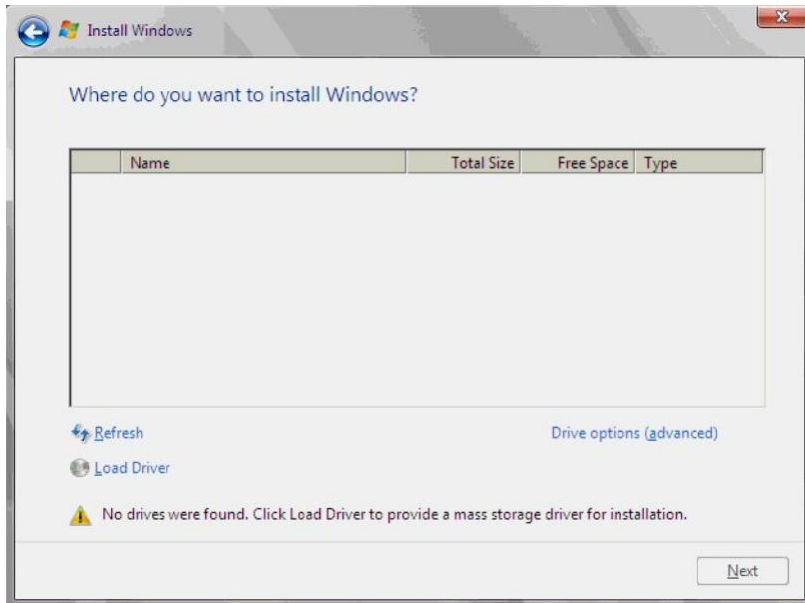 Install Windows
Where do you want to install Windows?
Name Total Size Free Space Type
Refresh Drive options (advanced)
Load Driver
No drives were found. Click Load Driver to provide a mass storage driver for installation.
Next